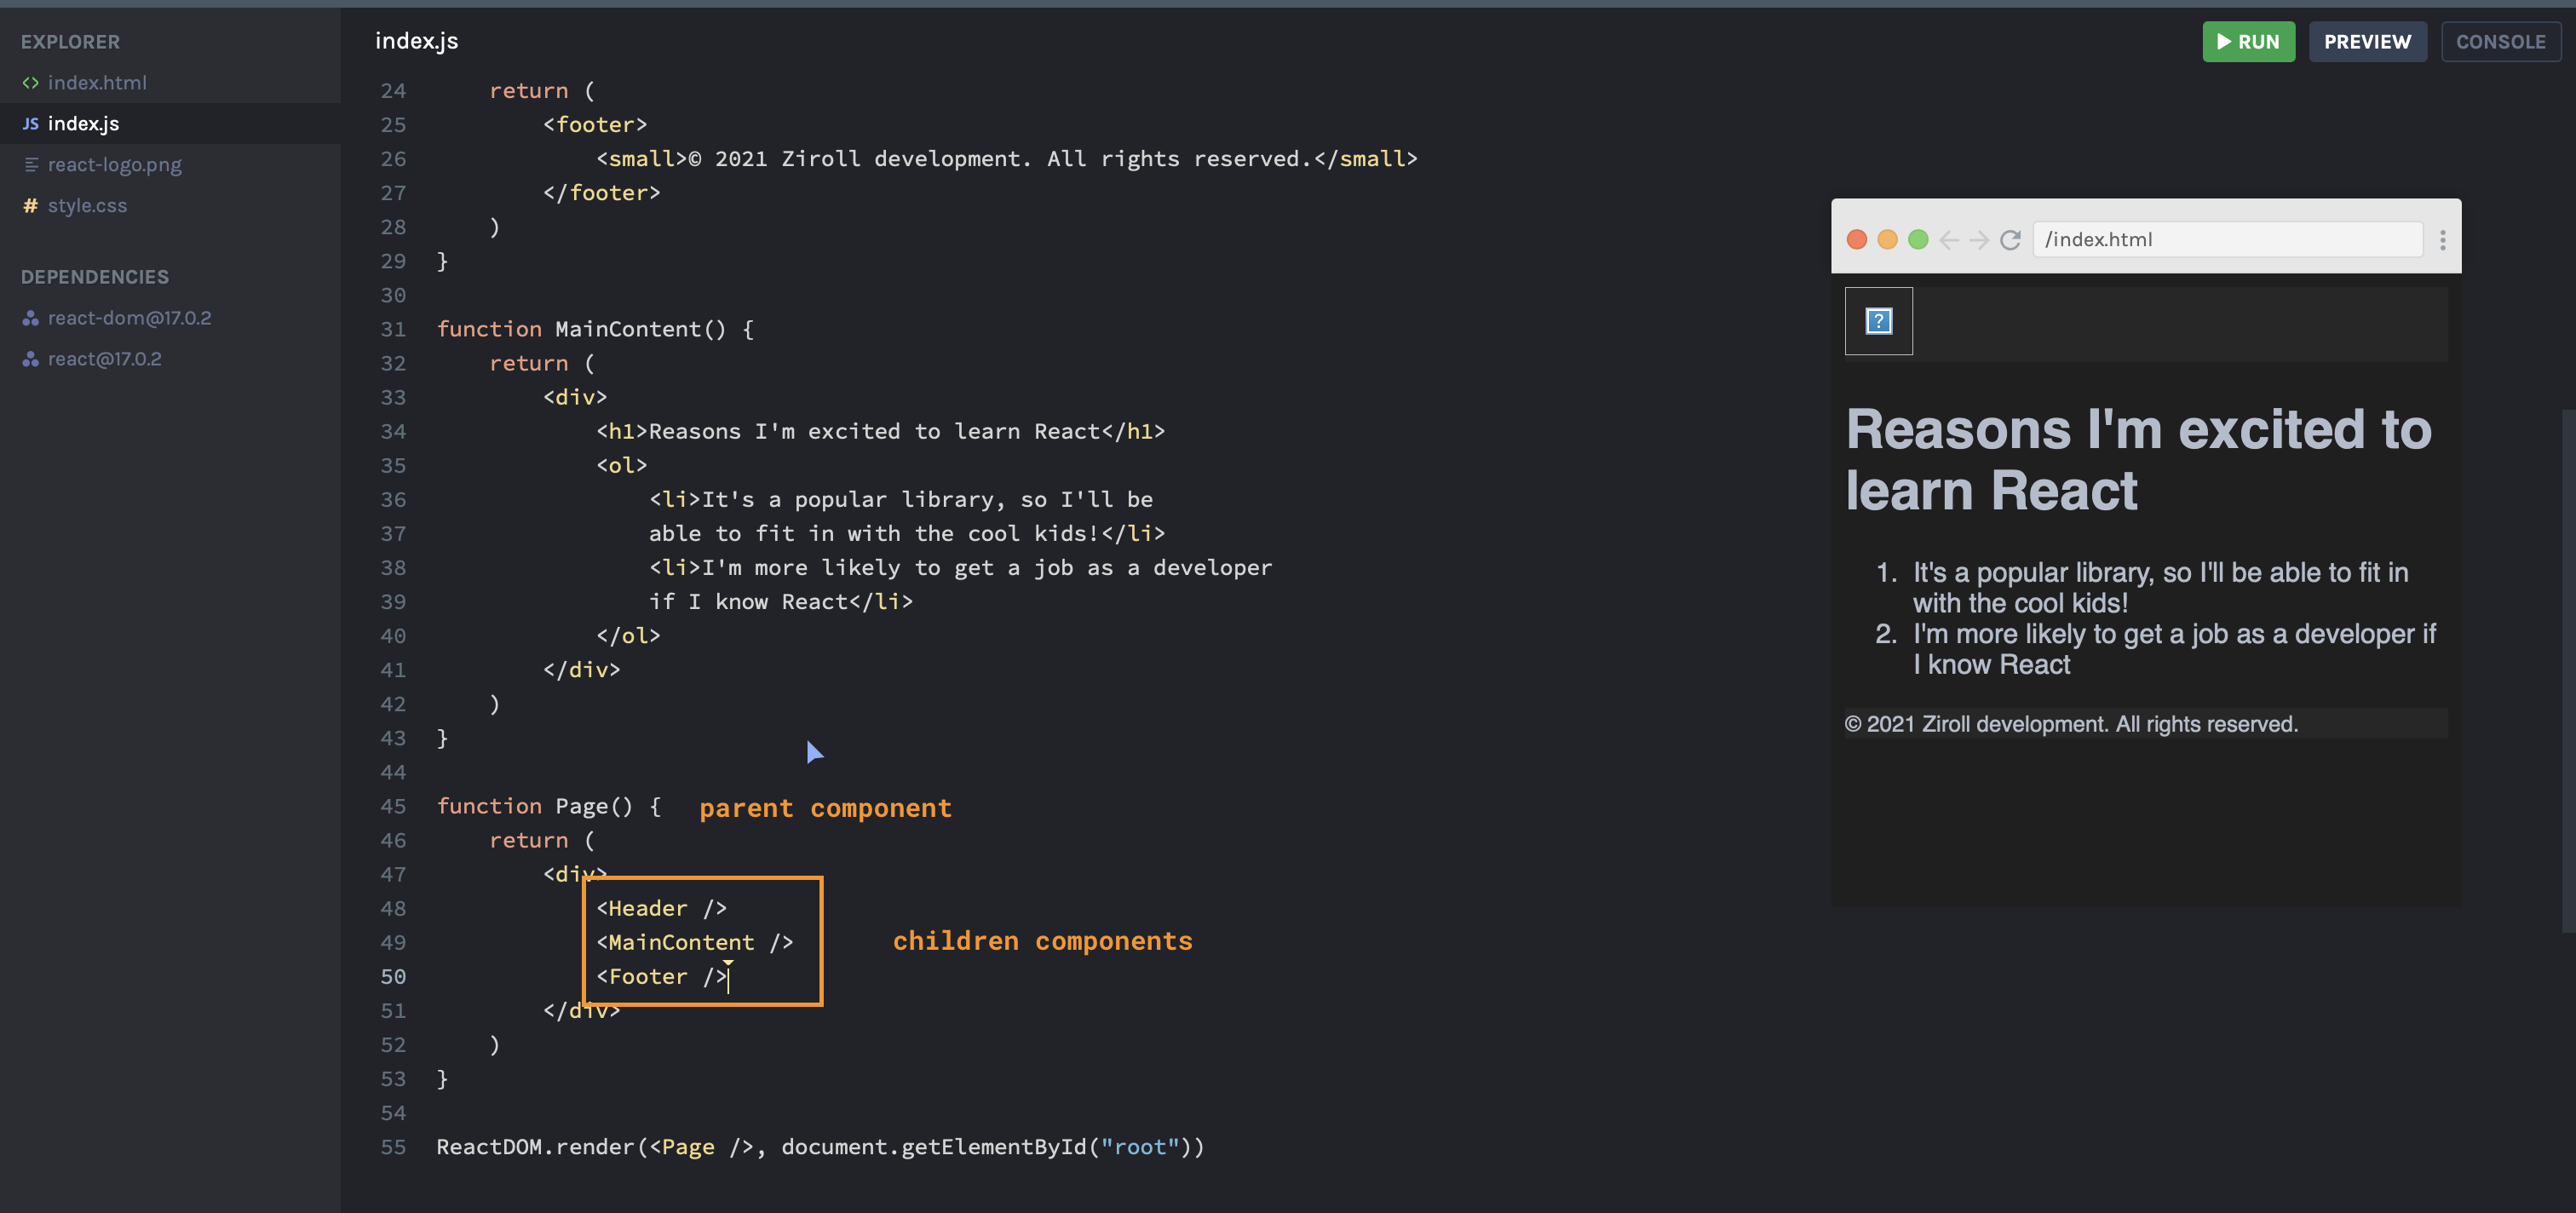 EXPLORER
index.html
JS index.js
react-logo.png
# style.css
DEPENDENCIES
react-dom@17.0.2
react@17.0.2
index.js
RUN
PREVIEW
CONSOLE
24 return (
25 <footer>
26 <small>© 2021 Ziroll development. All rights reserved.</small>
27 </footer>
28 )
29 }
30
31 function MainContent() {
32 return (
33 <div>
34 <h1>Reasons I'm excited to learn React</h1>
35 <ol>
36 <li>It's a popular library, so I'll be
37 able to fit in with the cool kids!</li>
38 <li>I'm more likely to get a job as a developer
39 if I know React</li>
40 </ol>
41 </div>
42 )
43 }
44
45 function Page() { parent component
46 return (
47 <div>
48 <Header />
49 <MainContent /> children components
50 <Footer />
51 </div>
52 )
53 }
54
55 ReactDOM.render(<Page />, document.getElementById("root"))
/index.html
?
Reasons I'm excited to
learn React
1. It's a popular library, so I'll be able to fit in
with the cool kids!
2. I'm more likely to get a job as a developer if
I know React
© 2021 Ziroll development. All rights reserved.